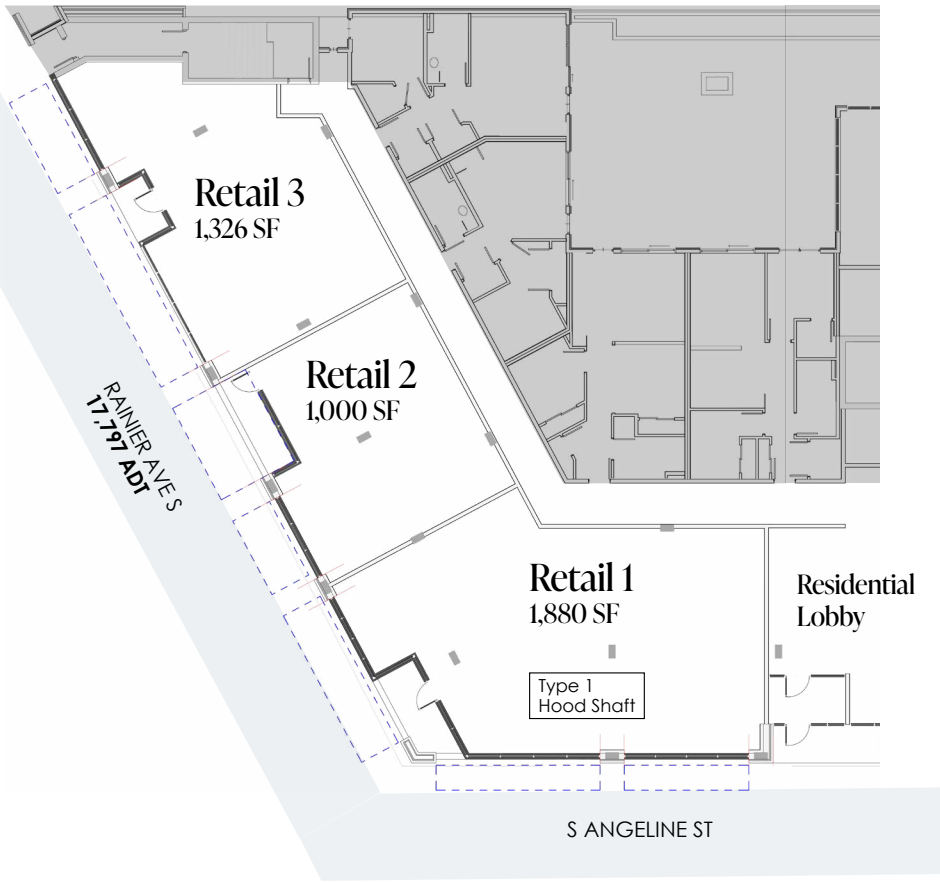 Retail 3
1,326 SF
Retail 2
1,000 SF
RAINIER AVE S
17,797 ADT
Retail 1
1,880 SF
Residential
Lobby
Type 1
Hood Shaft
S ANGELINE ST